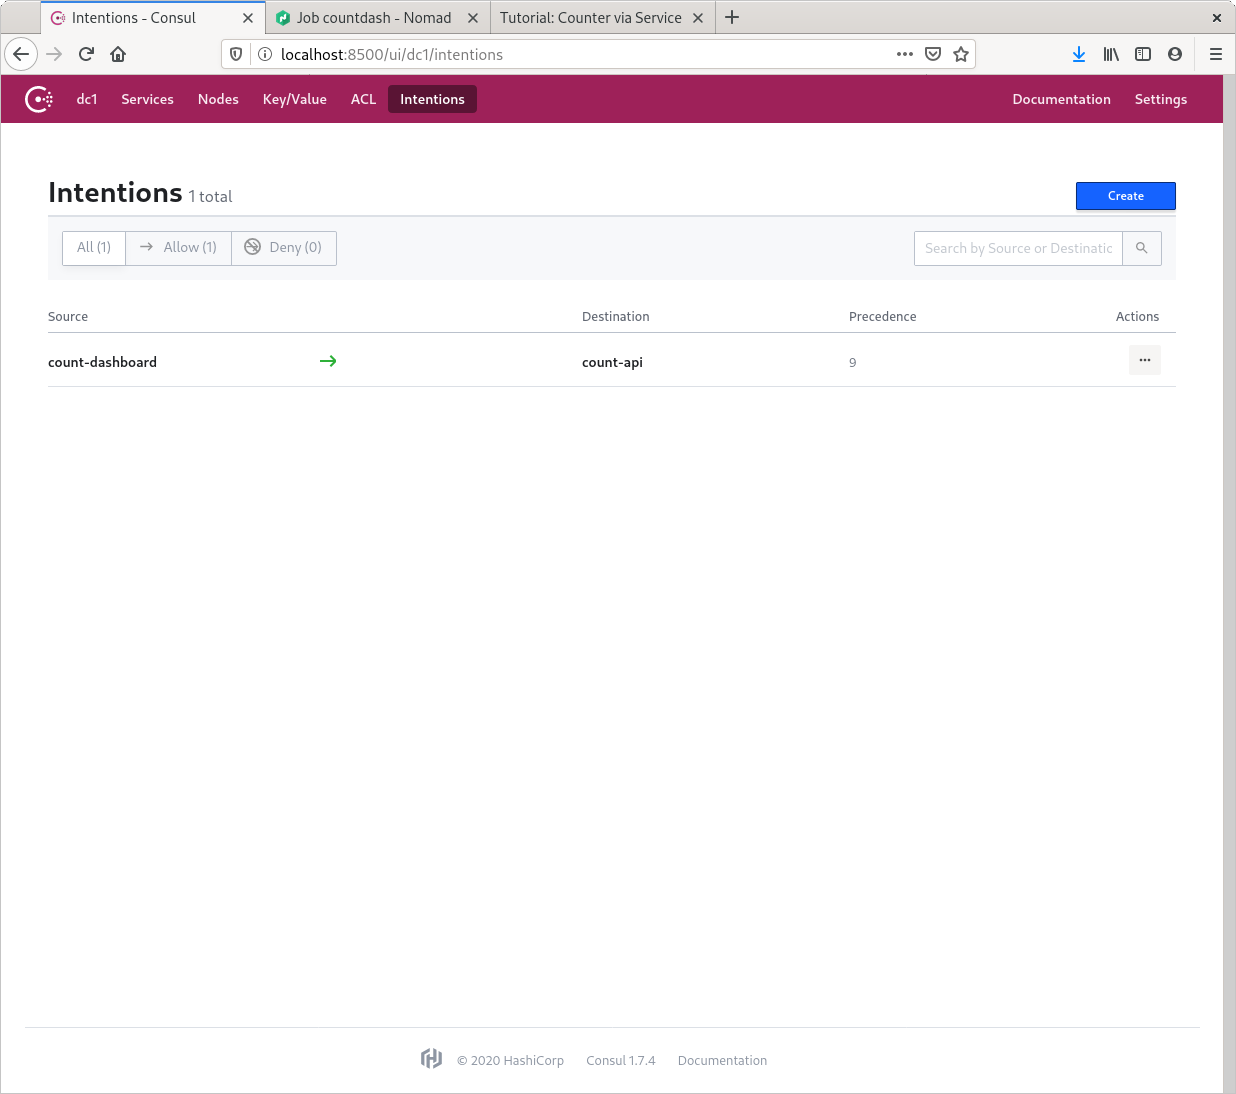 Intentions - Consul
Job countdash - Nomad
Tutorial: Counter via Service
localhost:8500/ui/dc1/intentions
dc1 Services Nodes Key/Value ACL Intentions Documentation Settings
Intentions 1 total
Create
All (1) Allow (1) Deny (0)
Search by Source or Destinatic
Source Destination Precedence Actions
count-dashboard count-api 9
© 2020 HashiCorp Consul 1.7.4 Documentation